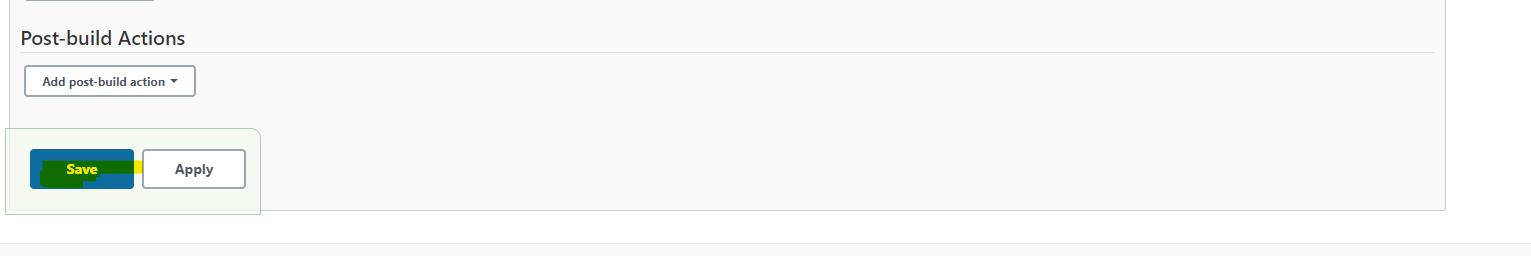 Post-build Actions
Add post-build action
Save
Apply